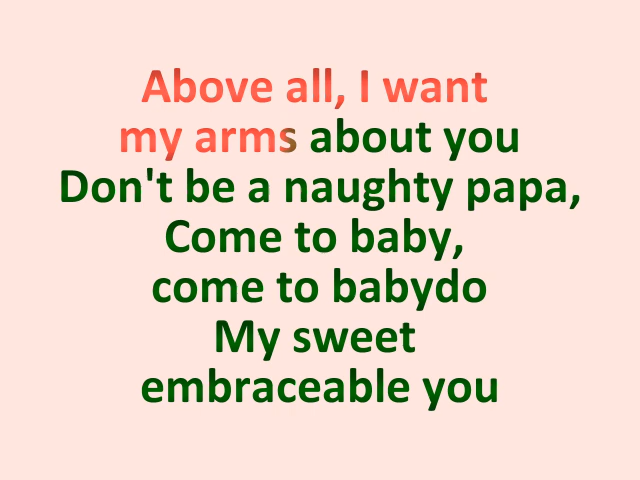 Above all, I want
my arms about you
Don't be a naughty papa,
Come to baby,
come to babydo
My sweet
embraceable you